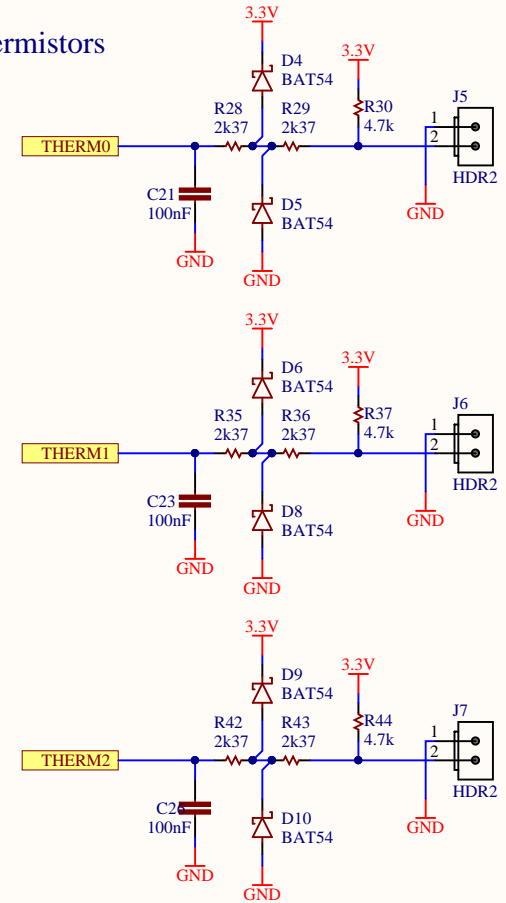 ermistors
3.3V
D4
BAT54
3.3V
R28
2k37
R29
2k37
R30
4.7k
J5
1
2
HDR2
THERM0
C21
100nF
D5
BAT54
GND
GND
GND
3.3V
D6
BAT54
3.3V
R35
2k37
R36
2k37
R37
4.7k
J6
1
2
HDR2
THERM1
C23
100nF
D8
BAT54
GND
GND
GND
3.3V
D9
BAT54
3.3V
R42
2k37
R43
2k37
R44
4.7k
J7
1
2
HDR2
THERM2
C26
100nF
D10
BAT54
GND
GND
GND